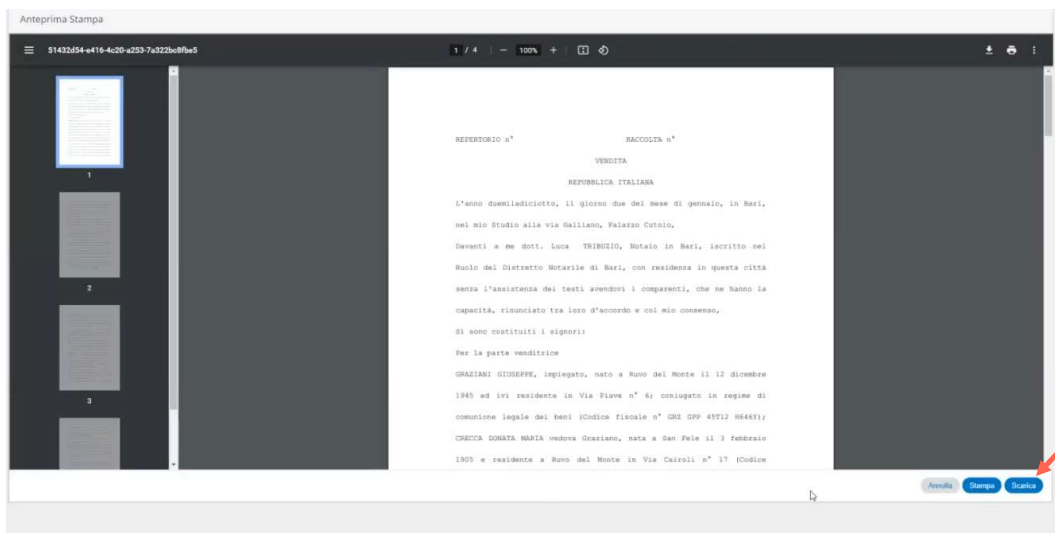 Anteprima Stampa
51432d54-e416-4c20-a253-7a322bc8fbe5
1 / 4
100%
1
2
3
REPERTORIO n° RACCOLTA n°
VENDITA
REPUBBLICA ITALIANA
L'anno duemiladiciotto, il giorno due del mese di gennaio, in Bari,
nel mio Studio alla via Galliano, Palazzo Cutolo,
Davanti a me dott. Luca TRIBUZIO, Notaio in Bari, iscritto nel
Ruolo del Distretto Notarile di Bari, con residenza in questa città
senza l'assistenza dei testi avendovi i comparenti, che ne hanno la
capacità, rinunciato tra loro d'accordo e col mio consenso,
Si sono costituiti i signori:
Per la parte venditrice
GRAZIANI GIUSEPPE, impiegato, nato a Ruvo del Monte il 12 dicembre
1945 ed ivi residente in Via Piave n° 6; coniugato in regime di
comunione legale dei beni (Codice fiscale n° GRZ GPP 45T12 H646Y);
CRECCA DONATA MARIA vedova Graziano, nata a San Fele il 3 febbraio
1905 e residente a Ruvo del Monte in Via Cairoli n° 17 (Codice
Annulla Stampa Scarica